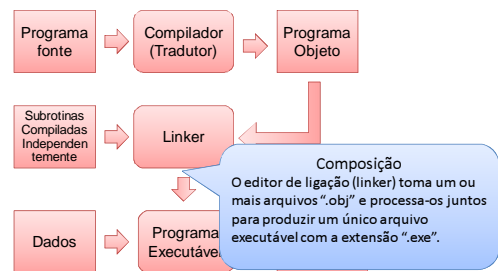 Programa
fonte
Compilador
(Tradutor)
Programa
Objeto
Subrotinas
Compiladas
Independen
temente
Linker
Composição
O editor de ligação (linker) toma um ou
mais arquivos “.obj” e processa-os juntos
para produzir um único arquivo
executável com a extensão “.exe”.
Dados
Programa
Executável